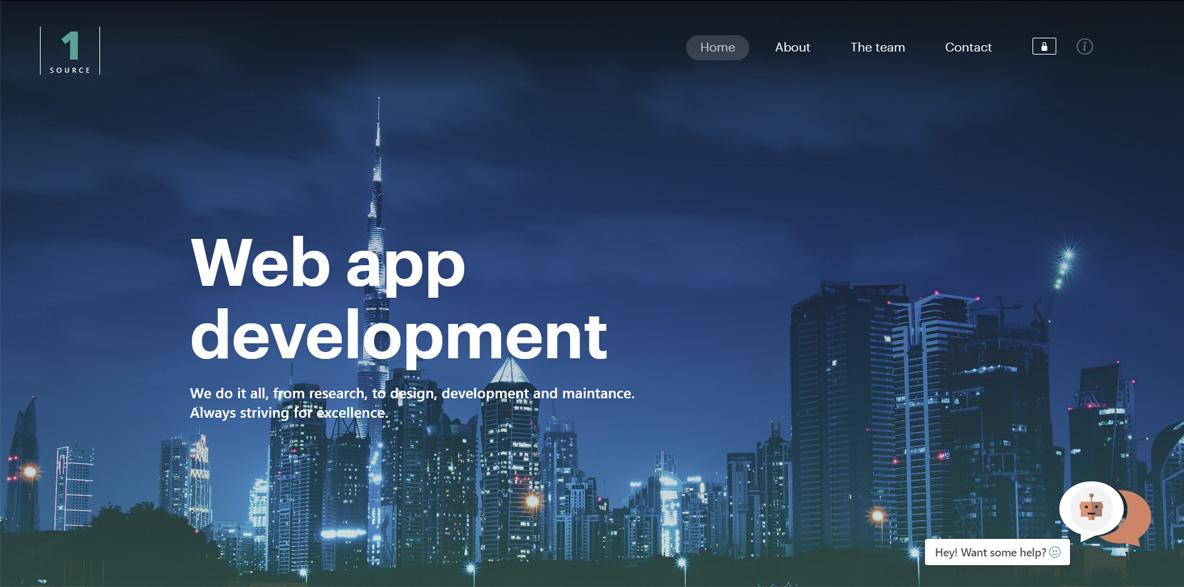 1
SOURCE
Home
About
The team
Contact
Web app
development
We do it all, from research, to design, development and maintance.
Always striving for excellence.
Hey! Want some help?